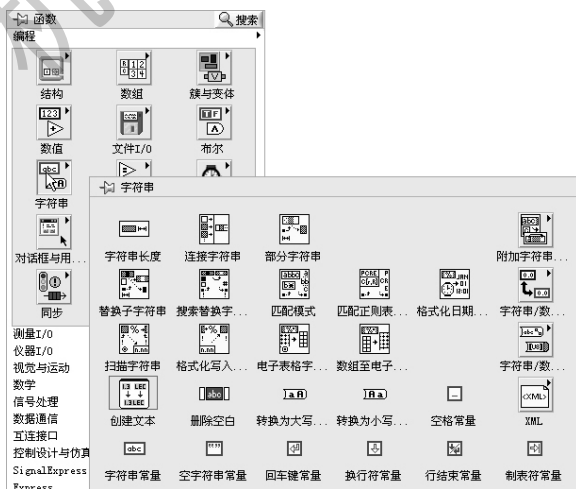 函数 搜索
编程
结构 数组 簇与变体
数值 文件I/O 布尔
字符串
对话框与用...
同步
测量I/O
仪器I/O
视觉与运动
数学
信号处理
数据通信
互连接口
控制设计与仿真
SignalExpress
Express
字符串
字符串长度 连接字符串 部分字符串 附加字符串...
替换子字符串 搜索替换字... 匹配模式 匹配正则表... 格式化日期... 字符串/数...
扫描字符串 格式化写入... 电子表格字... 数组至电子... 字符串/数...
创建文本 删除空白 转换为大写... 转换为小写... 空格常量 XML
字符串常量 空字符串常量 回车键常量 换行符常量 行结束常量 制表符常量